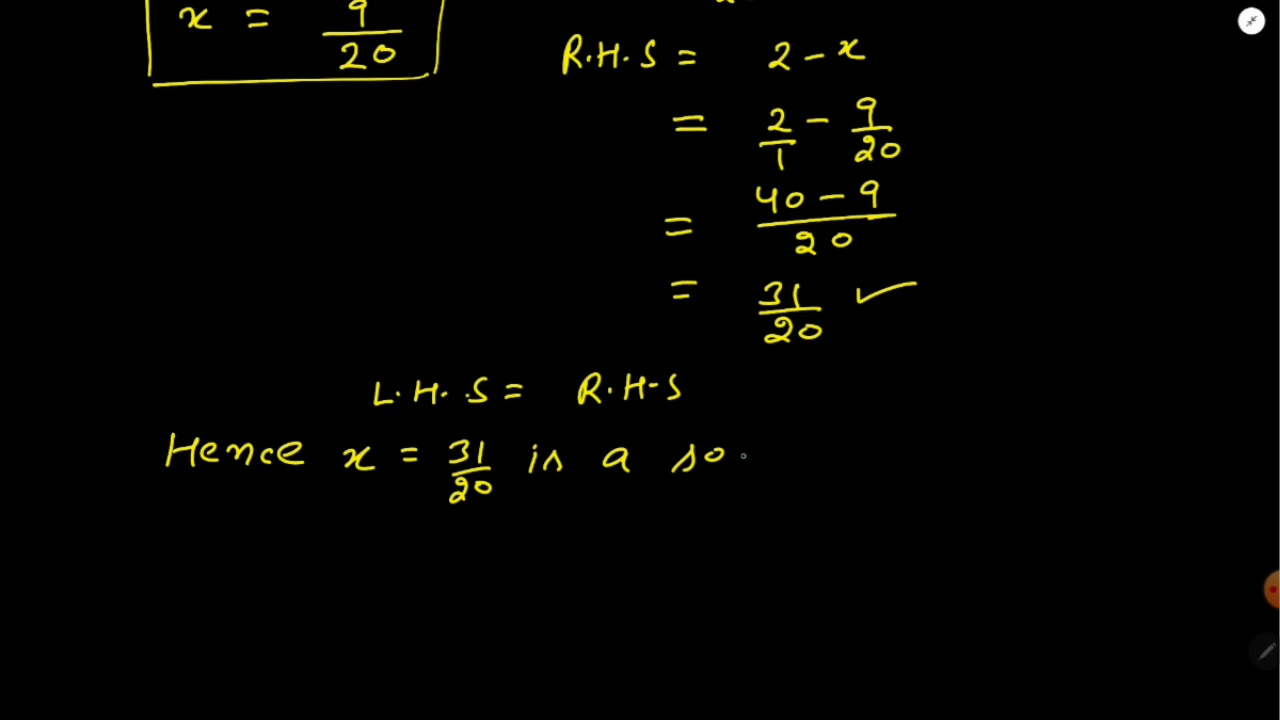 x = 9/20
R.H.S = 2 - x
= 2/1 - 9/20
= 40 - 9/20
= 31/20 ✓
L.H.S = R.H.S
Hence x = 31/20 is a so